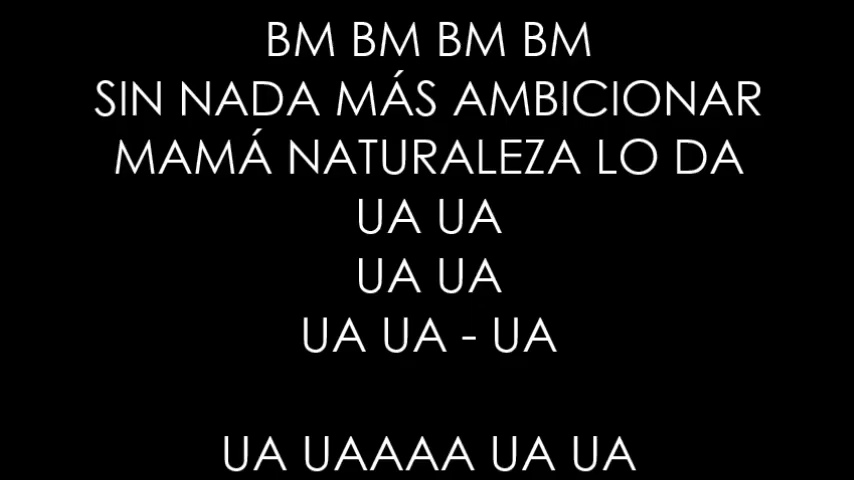 BM BM BM BM
SIN NADA MÁS AMBICIONAR
MAMÁ NATURALEZA LO DA
UA UA
UA UA
UA UA - UA
UA UAAAA UA UA